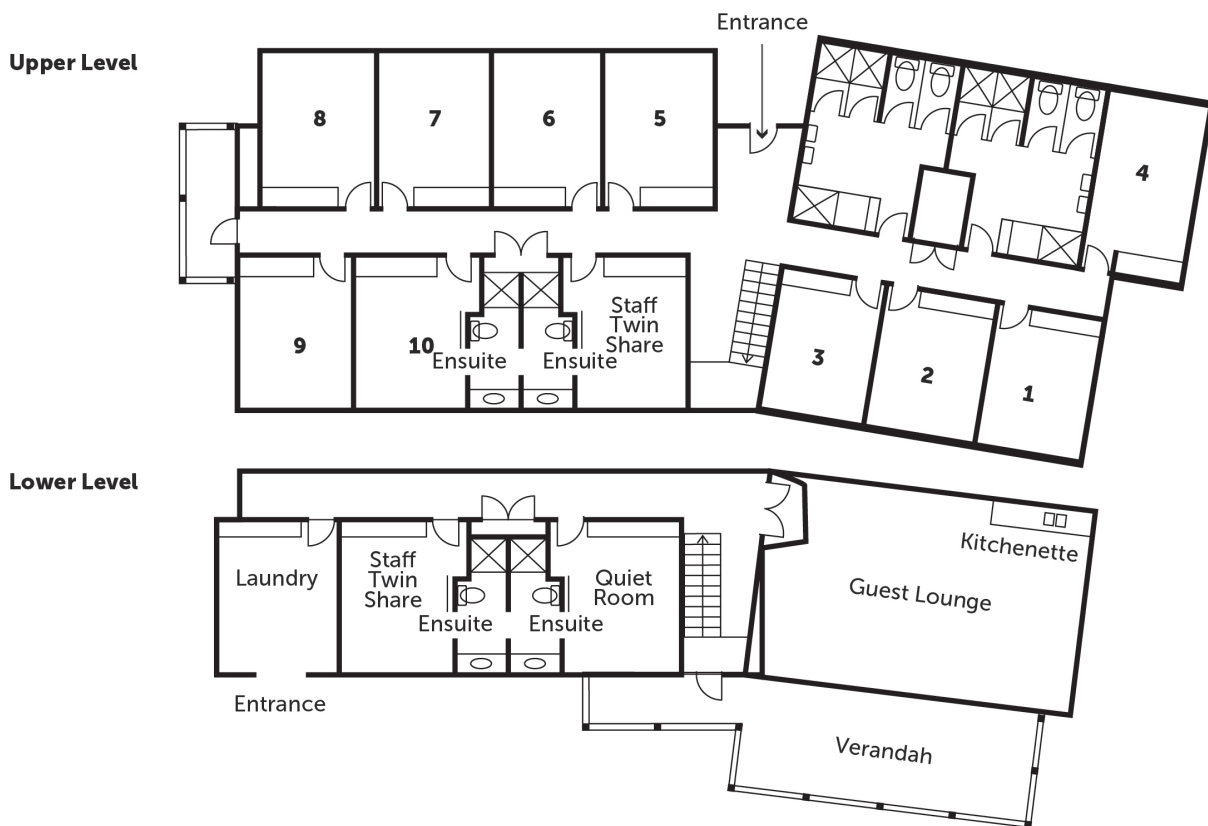 Entrance
Upper Level
8
7
6
5
4
9
10
Ensuite
Ensuite
Staff
Twin
Share
3
2
1
Lower Level
Laundry
Staff
Twin
Share
Ensuite
Ensuite
Quiet
Room
Kitchenette
Guest Lounge
Entrance
Verandah